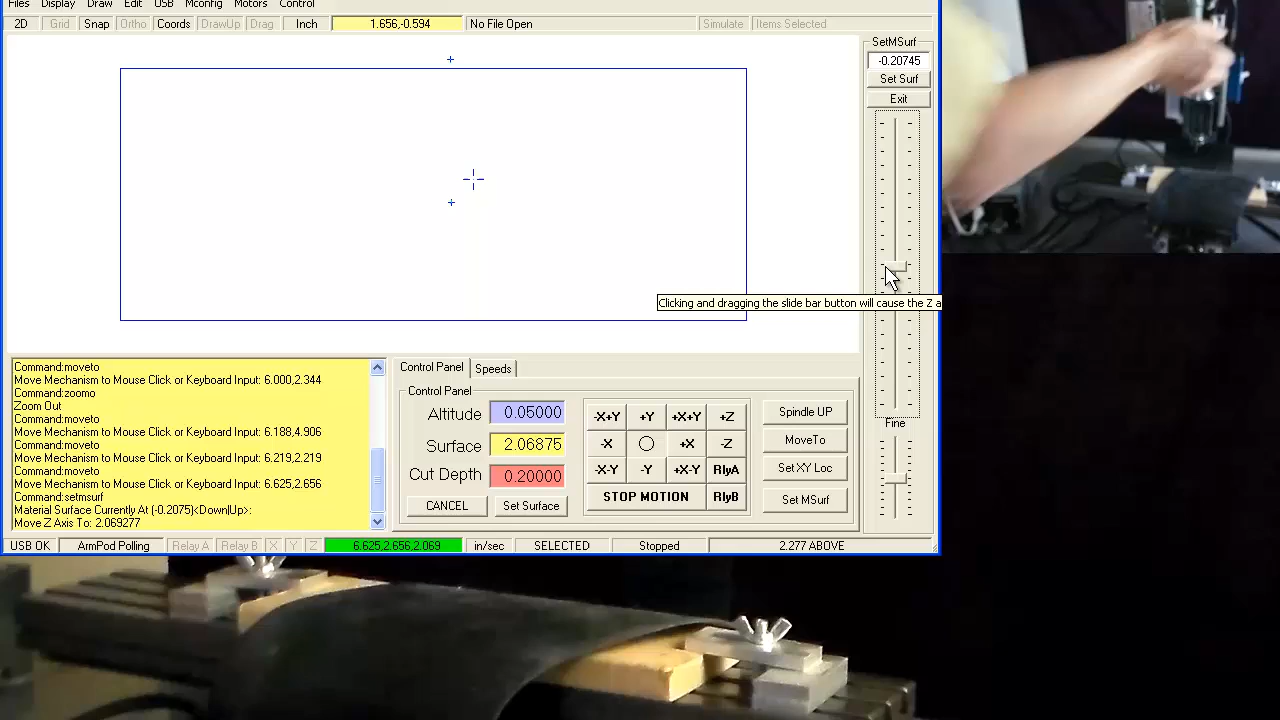 Files Display Draw Edit USB Mconfig Motors Control
2D Grid Snap Ortho Coords DrawUp Drag Inch 1.656,-0.594 No File Open Simulate Items Selected
SetMSurf
-0.20745
Set Surf
Exit
Clicking and dragging the slide bar button will cause the Z a
Fine
Command:moveto
Move Mechanism to Mouse Click or Keyboard Input: 6.000,2.344
Command:zoomo
Zoom Out
Command:moveto
Move Mechanism to Mouse Click or Keyboard Input: 6.188,4.906
Command:moveto
Move Mechanism to Mouse Click or Keyboard Input: 6.219,2.219
Command:moveto
Move Mechanism to Mouse Click or Keyboard Input: 6.625,2.656
Command:setmsurf
Material Surface Currently At (-0.2075)<Down|Up>:
Move Z Axis To: 2.069277
Control Panel Speeds
Control Panel
Altitude 0.05000
Surface 2.06875
Cut Depth 0.20000
CANCEL Set Surface
-X+Y +Y +X+Y +Z
-X +X -Z
-X-Y -Y +X-Y RlyA
STOP MOTION RlyB
Spindle UP
MoveTo
Set XY Loc
Set MSurf
USB OK ArmPod Polling Relay A Relay B X Y Z 6.625,2.656,2.069 in/sec SELECTED Stopped 2.277 ABOVE